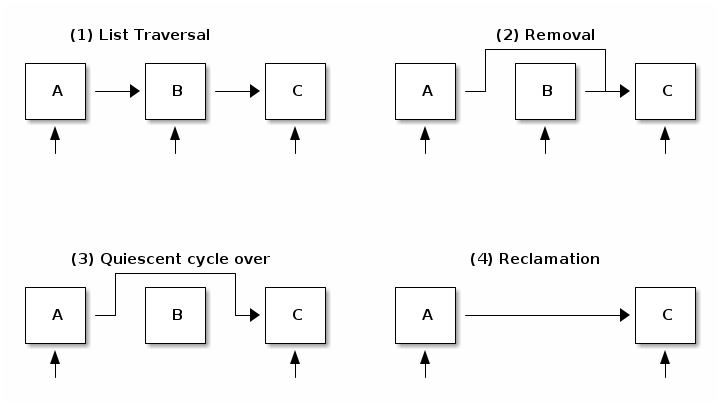 (1) List Traversal
A B C
(2) Removal
A B C
(3) Quiescent cycle over
A B C
(4) Reclamation
A C